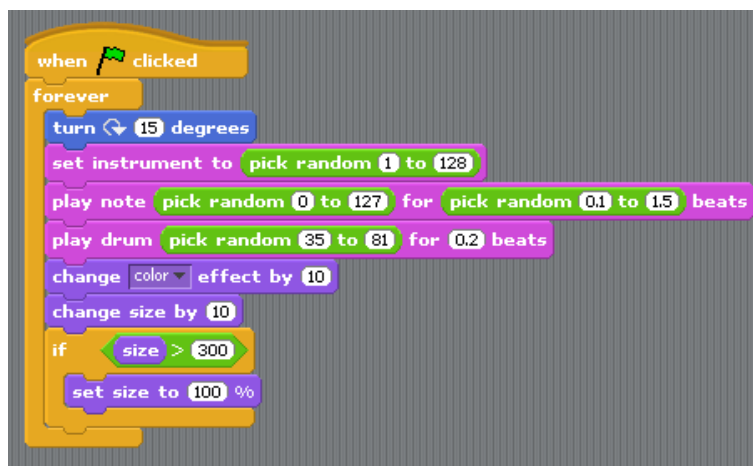 when clicked
forever
turn 15 degrees
set instrument to pick random 1 to 128
play note pick random 0 to 127 for pick random 0.1 to 1.5 beats
play drum pick random 35 to 81 for 0.2 beats
change color effect by 10
change size by 10
if size > 300
set size to 100 %